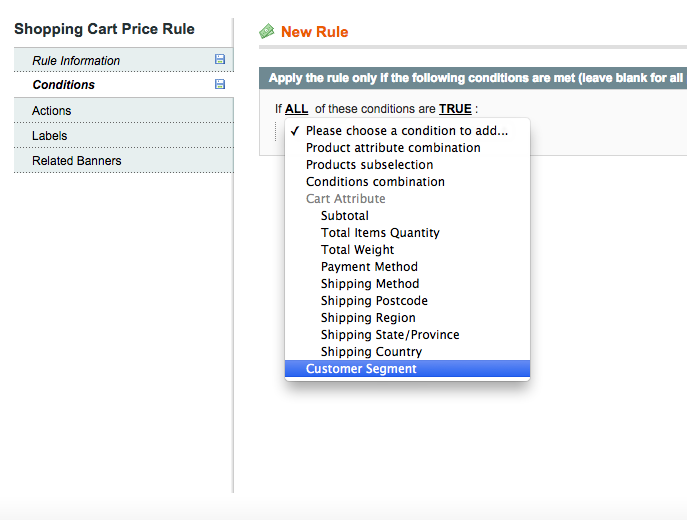 Shopping Cart Price Rule
Rule Information
Conditions
Actions
Labels
Related Banners
New Rule
Apply the rule only if the following conditions are met (leave blank for all
If ALL of these conditions are TRUE :
✓ Please choose a condition to add...
Product attribute combination
Products subselection
Conditions combination
Cart Attribute
Subtotal
Total Items Quantity
Total Weight
Payment Method
Shipping Method
Shipping Postcode
Shipping Region
Shipping State/Province
Shipping Country
Customer Segment